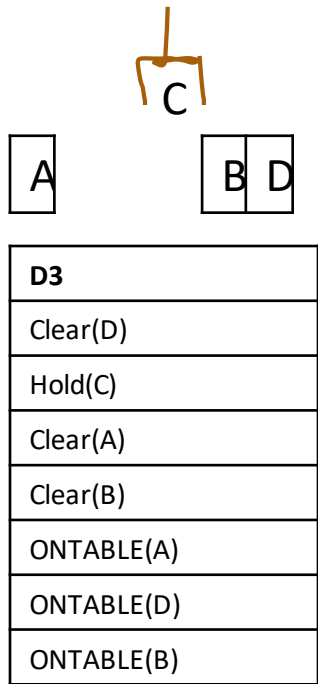 C
A B D
D3
Clear(D)
Hold(C)
Clear(A)
Clear(B)
ONTABLE(A)
ONTABLE(D)
ONTABLE(B)